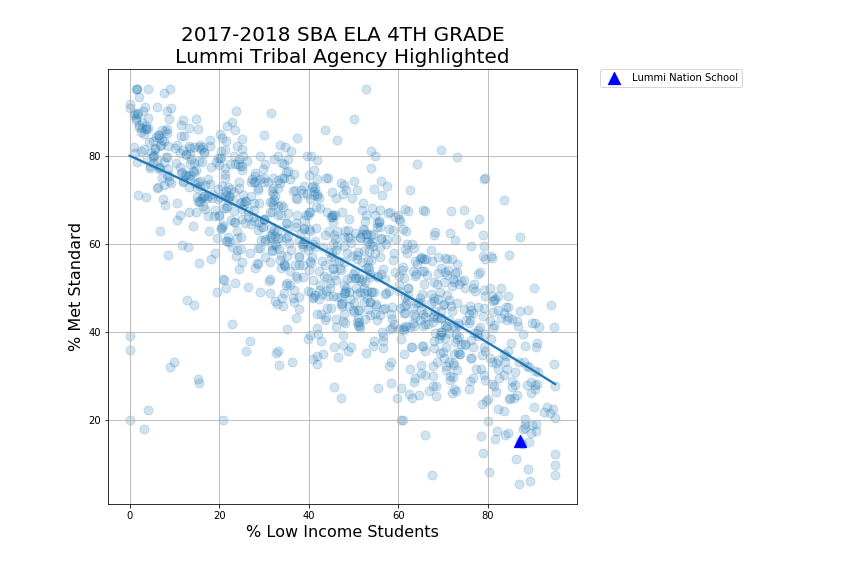 2017-2018 SBA ELA 4TH GRADE
Lummi Tribal Agency Highlighted
Lummi Nation School
80
60
40
20
% Met Standard
0
20
40
60
80
% Low Income Students